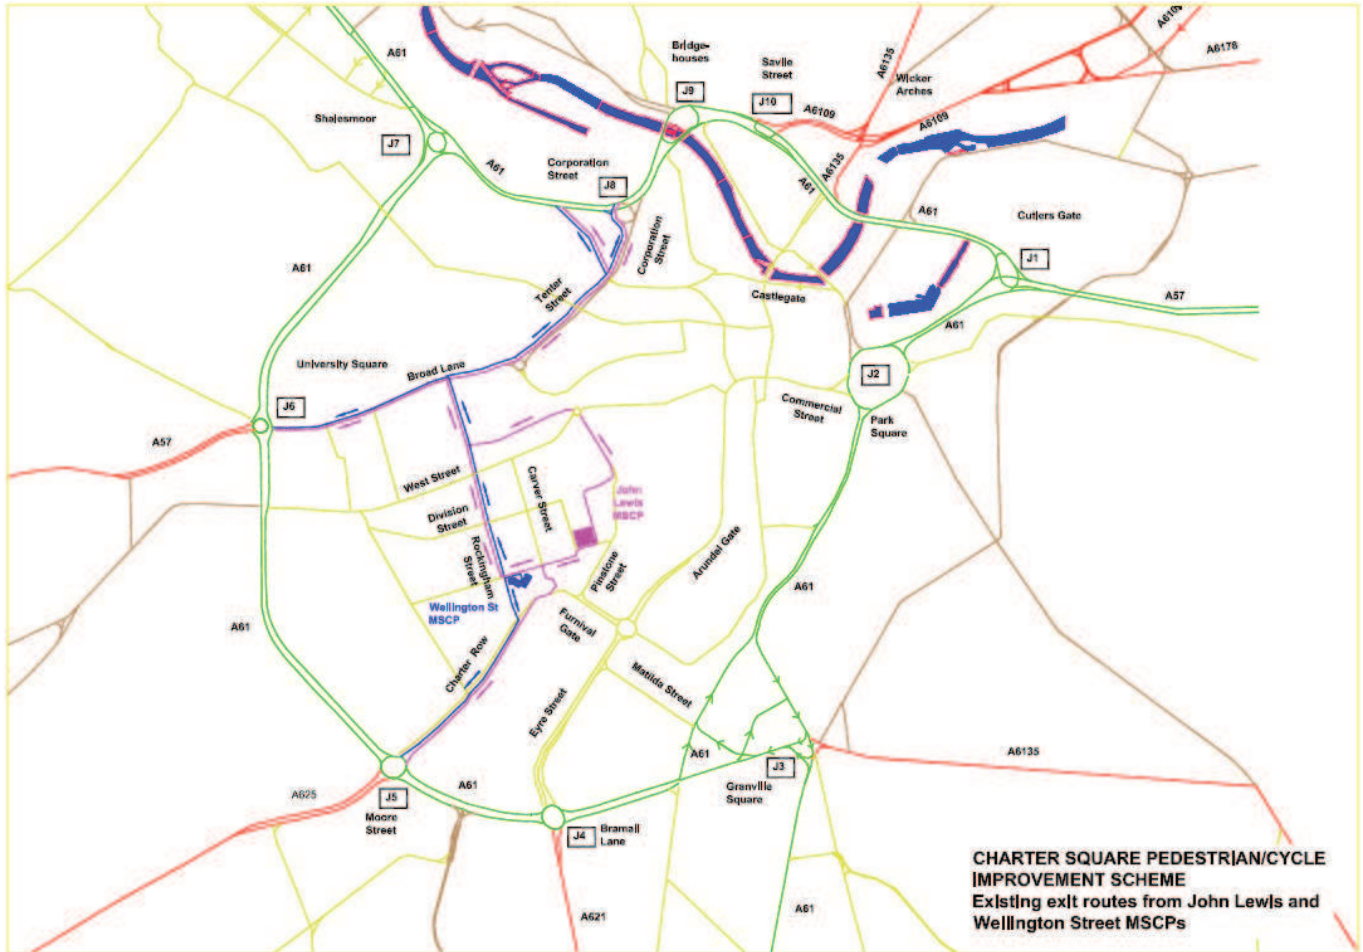 A61
Bridge-
houses
Savile
Street
A6135
A6109
A6178
Wicker
Arches
J9
J10
A6109
A6109
Shalesmoor
J7
A61
Corporation
Street
J8
A6135
A61
A61
Cutlers Gate
J1
Corporation
Street
A61
Tenter
Street
Castlegate
A57
A61
University Square
Broad Lane
J2
Commercial
Street
Park
Square
J6
A57
West Street
Carver Street
John
Lewis
MSCP
Division
Street
Rockingham
Street
Pinstone
Street
Arundel Gate
A61
Wellington St
MSCP
Furnival
Gate
A61
Charter Row
Matilda Street
Eyre Street
A61
J3
Granville
Square
A6135
A61
A625
J5
Moore
Street
J4
Bramall
Lane
A621
A61
CHARTER SQUARE PEDESTRIAN/CYCLE
IMPROVEMENT SCHEME
Existing exit routes from John Lewis and
Wellington Street MSCPs